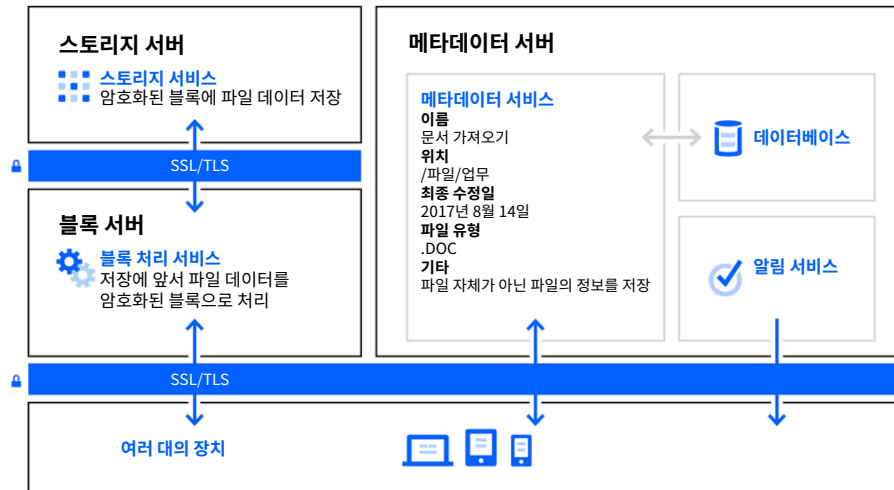 스토리지 서버
스토리지 서비스
암호화된 블록에 파일 데이터 저장
SSL/TLS
블록 서버
블록 처리 서비스
저장에 앞서 파일 데이터를
암호화된 블록으로 처리
메타데이터 서버
메타데이터 서비스
이름
문서 가져오기
위치
/파일/업무
최종 수정일
2017년 8월 14일
파일 유형
.DOC
기타
파일 자체가 아닌 파일의 정보를 저장
데이터베이스
알림 서비스
SSL/TLS
여러 대의 장치